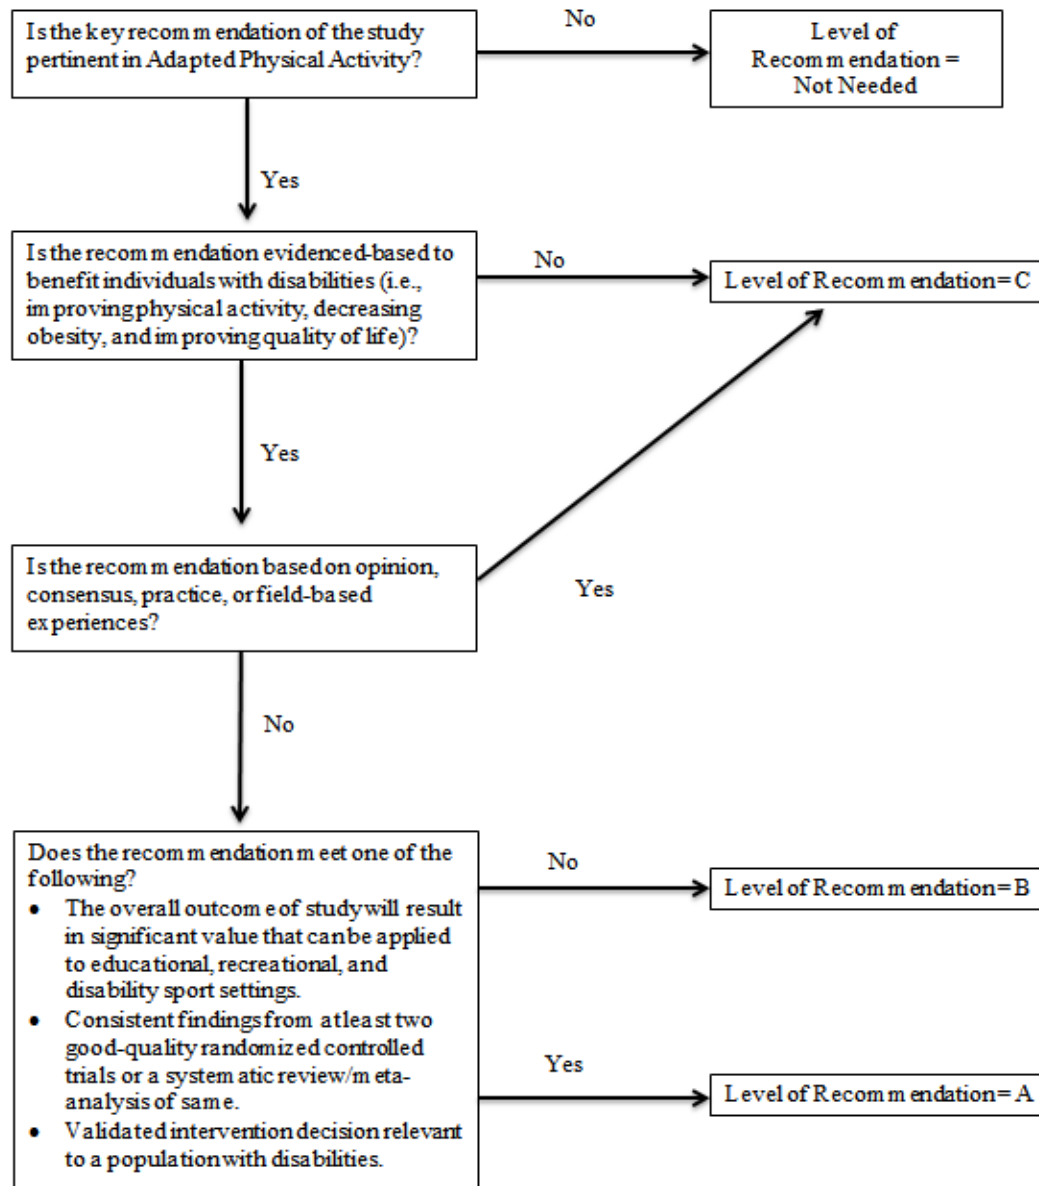 Is the key recommendation of the study
pertinent in Adapted Physical Activity?
No
Level of
Recommendation =
Not Needed
Yes
Is the recommendation evidenced-based to
benefit individuals with disabilities (i.e.,
improving physical activity, decreasing
obesity, and improving quality of life)?
No
Level of Recommendation= C
Yes
Is the recommendation based on opinion,
consensus, practice, or field-based
experiences?
Yes
No
Does the recommendation meet one of the
following?
• The overall outcome of study will result
in significant value that can be applied
to educational, recreational, and
disability sport settings.
• Consistent findings from at least two
good-quality randomized controlled
trials or a systematic review/meta-
analysis of same.
• Validated intervention decision relevant
to a population with disabilities.
No
Level of Recommendation= B
Yes
Level of Recommendation= A